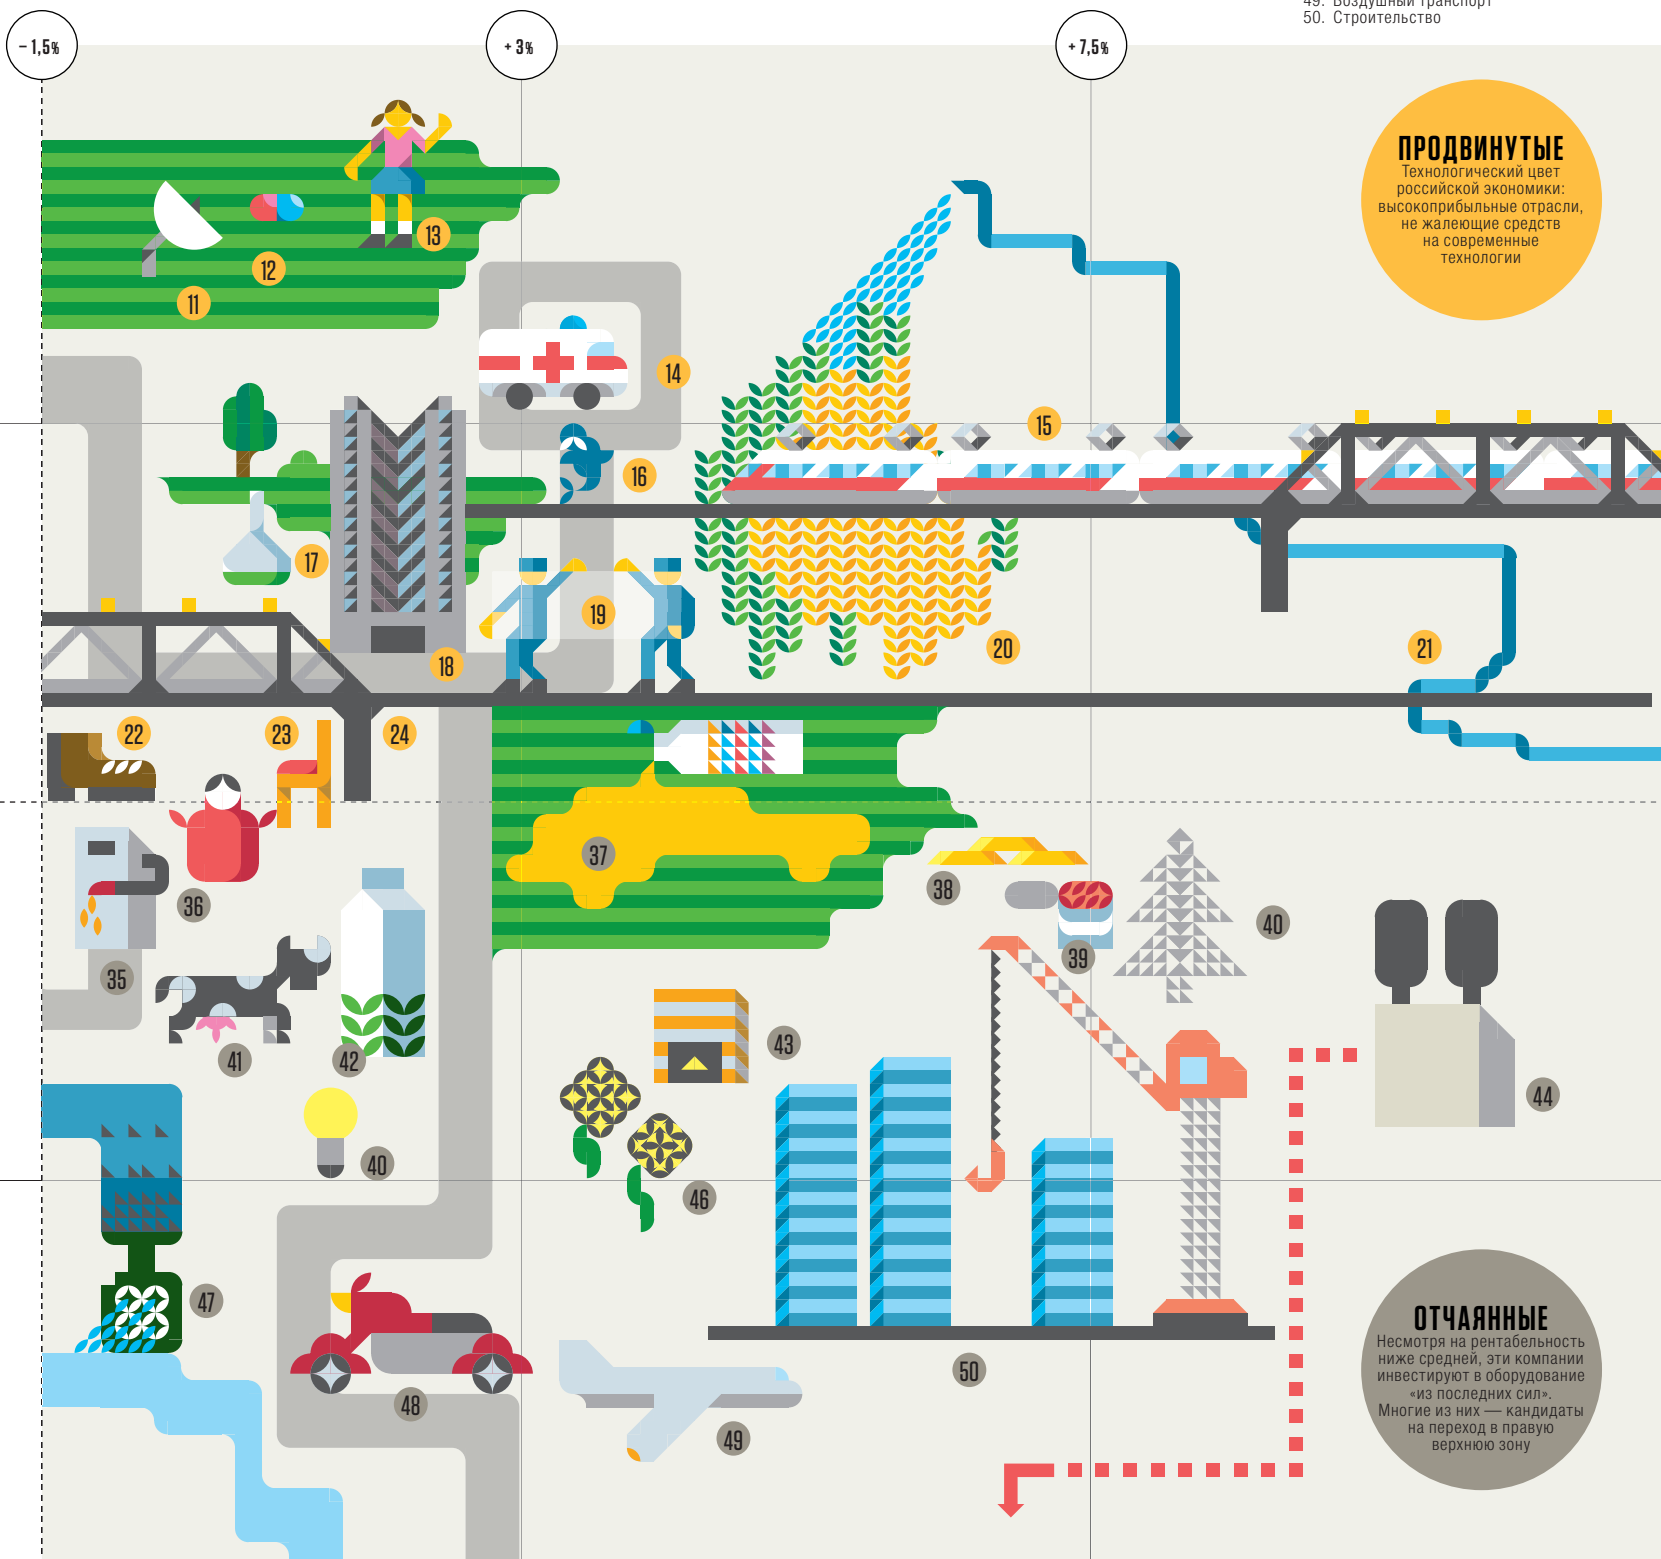 49. Воздушный транспорт
50. Строительство
– 1,5%
+ 3%
+ 7,5%
ПРОДВИНУТЫЕ
Технологический цвет
российской экономики:
высокоприбыльные отрасли,
не жалеющие средств
на современные
технологии
13
12
11
14
15
16
17
19
18
20
21
22
23
24
37
38
36
40
39
35
43
41
42
44
40
46
47
ОТЧАЯННЫЕ
Несмотря на рентабельность
ниже средней, эти компании
инвестируют в оборудование
«из последних сил».
Многие из них — кандидаты
на переход в правую
верхнюю зону
50
48
49